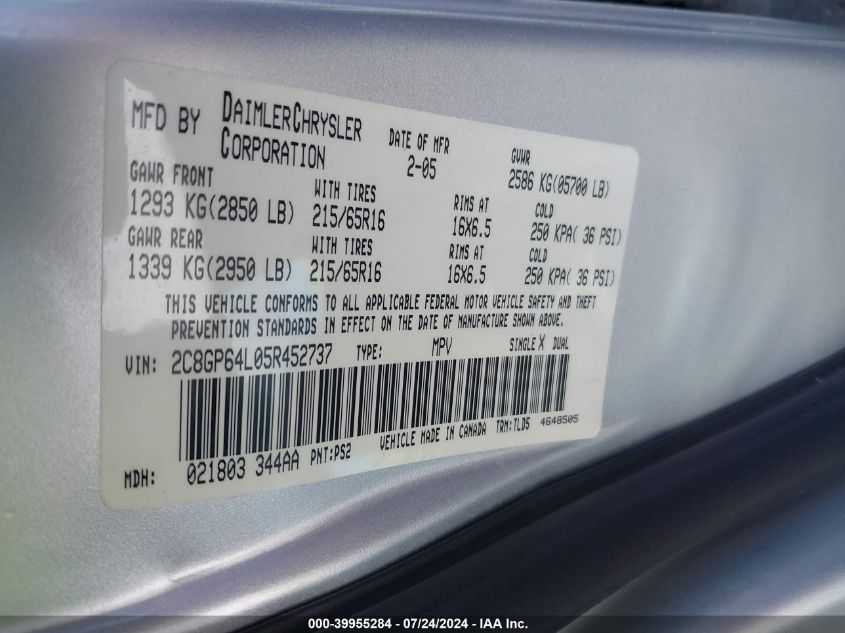 MFD BY DAIMLERCHRYSLER CORPORATION DATE OF MFR 2-05 GVWR 2586 KG(05700 LB)
GAWR FRONT WITH TIRES RIMS AT COLD
1293 KG(2850 LB) 215/65R16 16X6.5 250 KPA( 36 PSI)
GAWR REAR WITH TIRES RIMS AT COLD
1339 KG(2950 LB) 215/65R16 16X6.5 250 KPA( 36 PSI)
THIS VEHICLE CONFORMS TO ALL APPLICABLE FEDERAL MOTOR VEHICLE SAFETY AND THEFT
PREVENTION STANDARDS IN EFFECT ON THE DATE OF MANUFACTURE SHOWN ABOVE.
VIN: 2C8GP64L05R452737 TYPE: MPV SINGLE X DUAL
VEHICLE MADE IN CANADA TRM:TLDS 4648505
MDH: 021803 344AA PNT:PS2
000-39955284 / 07/24/2024 - IAA Inc.